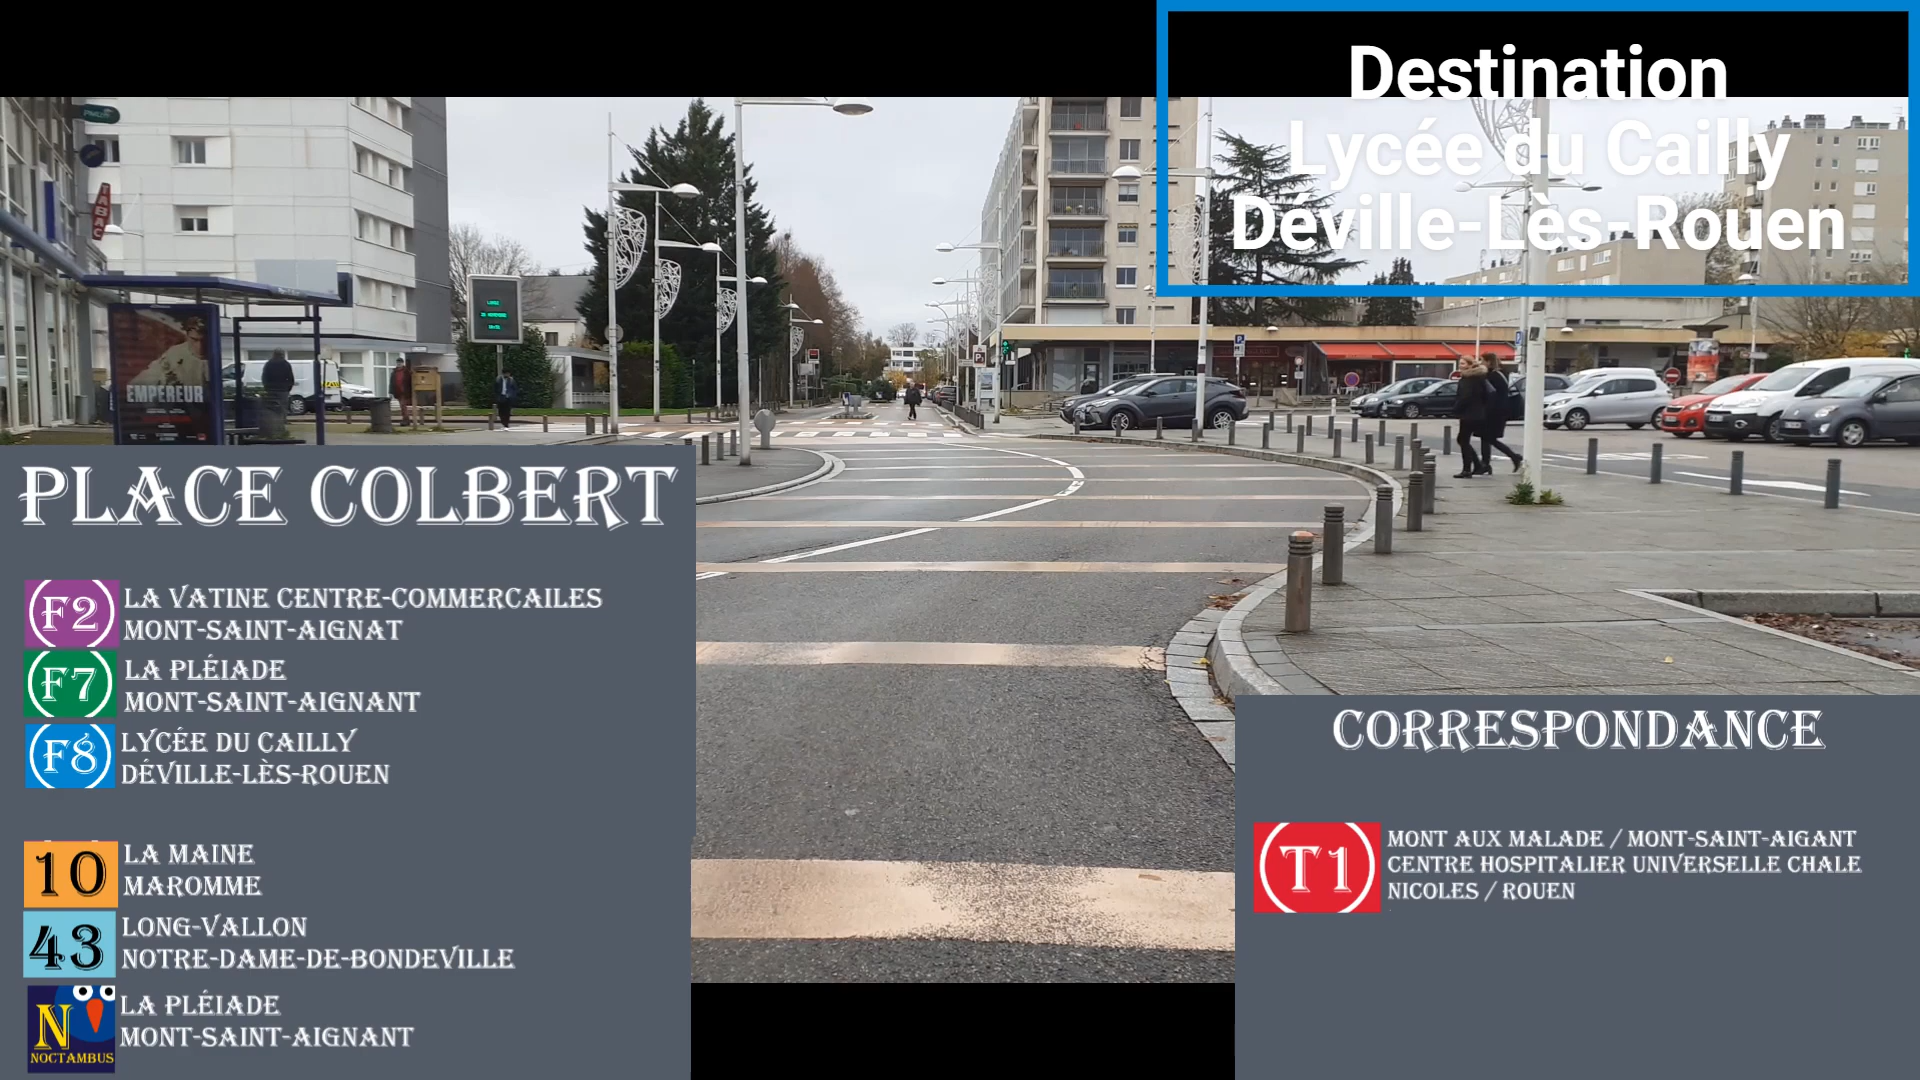 Destination
Lycée du Cailly
Déville-Lès-Rouen
TABAC
EMPEREUR
PLACE COLBERT
F2
LA VATINE CENTRE-COMMERCAILES
MONT-SAINT-AIGNAT
F7
LA PLÉIADE
MONT-SAINT-AIGNANT
F8
LYCÉE DU CAILLY
DÉVILLE-LÈS-ROUEN
10
LA MAINE
MAROMME
43
LONG-VALLON
NOTRE-DAME-DE-BONDEVILLE
N
NOCTAMBUS
LA PLÉIADE
MONT-SAINT-AIGNANT
CORRESPONDANCE
T1
MONT AUX MALADE / MONT-SAINT-AIGANT
CENTRE HOSPITALIER UNIVERSELLE CHALE
NICOLES / ROUEN